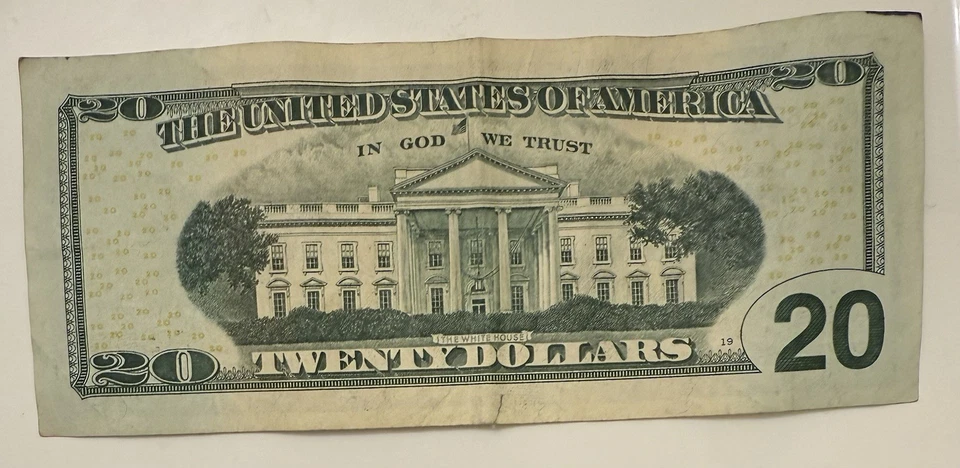 20 20
THE UNITED STATES OF AMERICA
IN GOD WE TRUST
THE WHITE HOUSE
20 TWENTY DOLLARS 19 20